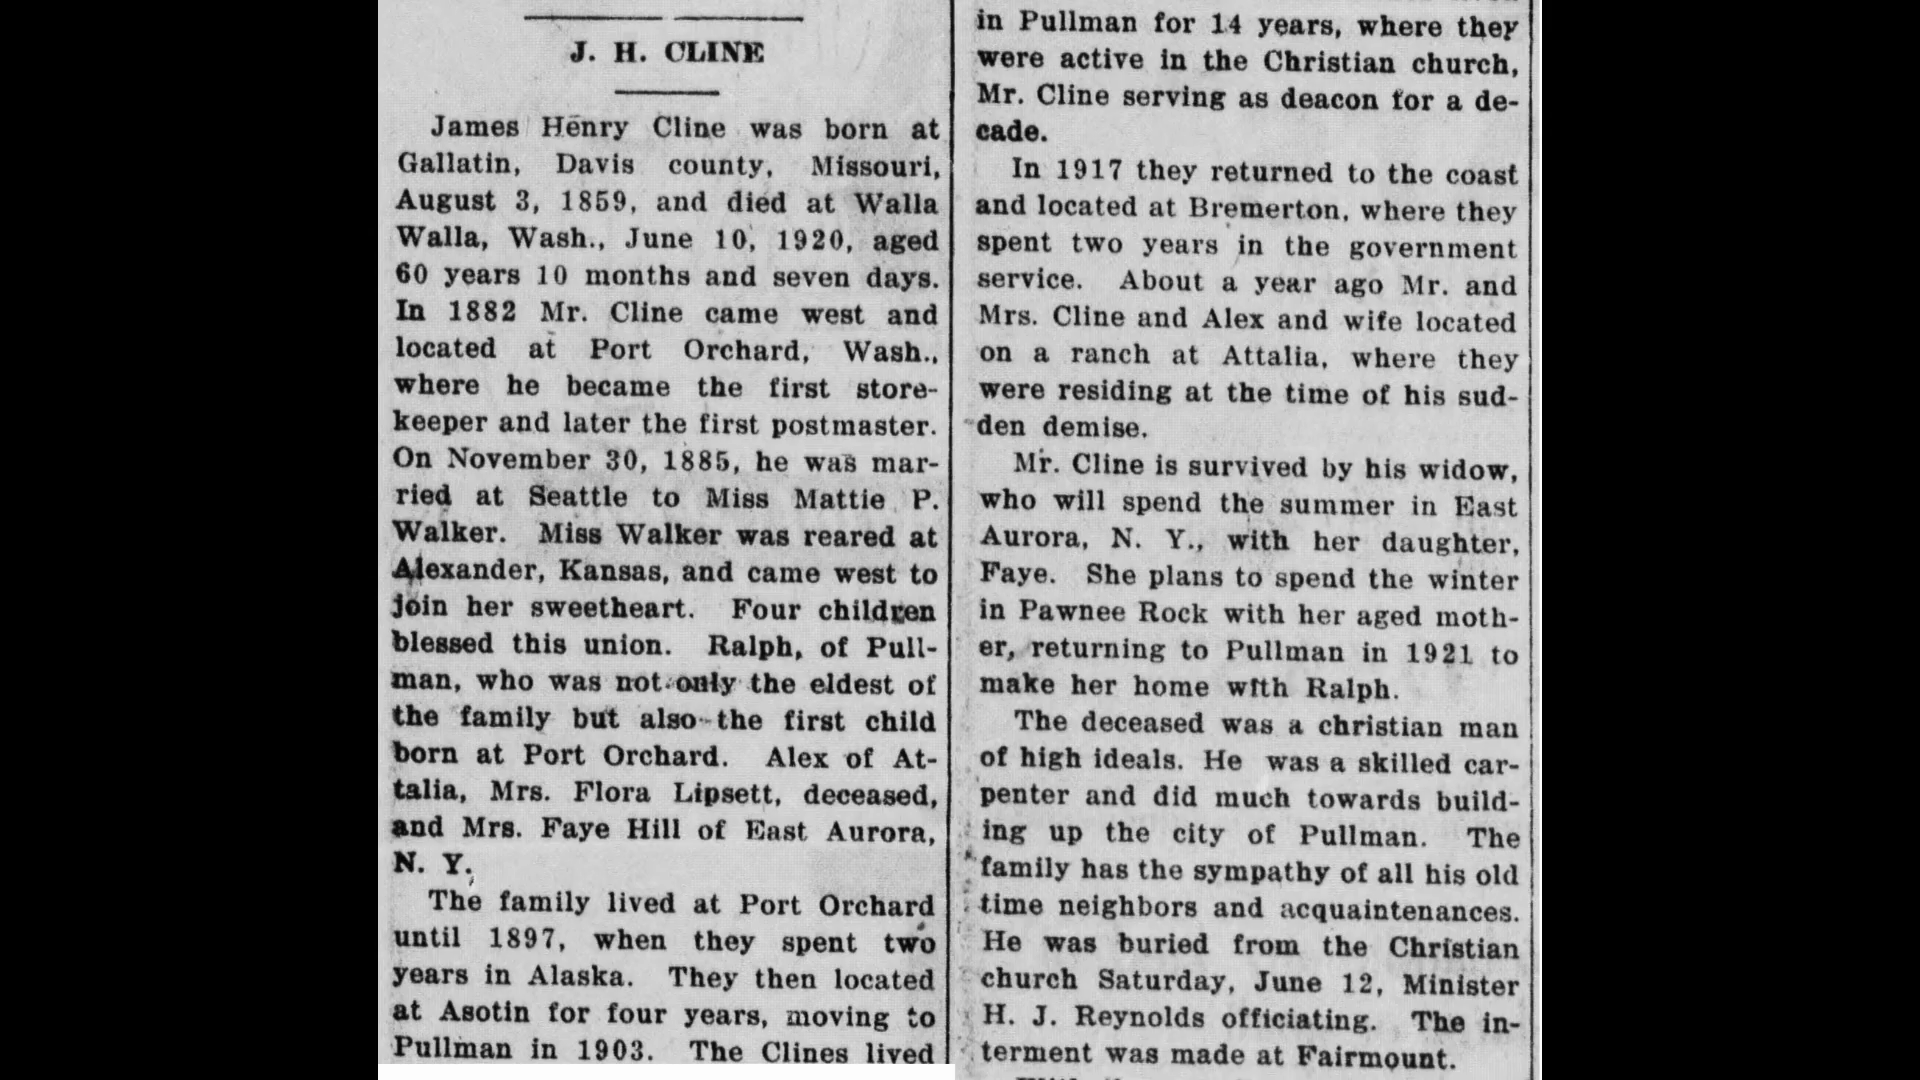 J. H. CLINE
James Henry Cline was born at
Gallatin, Davis county, Missouri,
August 3, 1859, and died at Walla
Walla, Wash., June 10, 1920, aged
60 years 10 months and seven days.
In 1882 Mr. Cline came west and
located at Port Orchard, Wash.,
where he became the first store-
keeper and later the first postmaster.
On November 30, 1885, he was mar-
ried at Seattle to Miss Mattie P.
Walker. Miss Walker was reared at
Alexander, Kansas, and came west to
join her sweetheart. Four children
blessed this union. Ralph, of Pull-
man, who was not only the eldest of
the family but also the first child
born at Port Orchard. Alex of At-
talia, Mrs. Flora Lipsett, deceased,
and Mrs. Faye Hill of East Aurora,
N. Y.
The family lived at Port Orchard
until 1897, when they spent two
years in Alaska. They then located
at Asotin for four years, moving to
Pullman in 1903. The Clines lived
in Pullman for 14 years, where they
were active in the Christian church,
Mr. Cline serving as deacon for a de-
cade.
In 1917 they returned to the coast
and located at Bremerton, where they
spent two years in the government
service. About a year ago Mr. and
Mrs. Cline and Alex and wife located
on a ranch at Attalia, where they
were residing at the time of his sud-
den demise.
Mr. Cline is survived by his widow,
who will spend the summer in East
Aurora, N. Y., with her daughter,
Faye. She plans to spend the winter
in Pawnee Rock with her aged moth-
er, returning to Pullman in 1921 to
make her home wfth Ralph.
The deceased was a christian man
of high ideals. He was a skilled car-
penter and did much towards build-
ing up the city of Pullman. The
family has the sympathy of all his old
time neighbors and acquaintenances.
He was buried from the Christian
church Saturday, June 12, Minister
H. J. Reynolds officiating. The in-
terment was made at Fairmount.